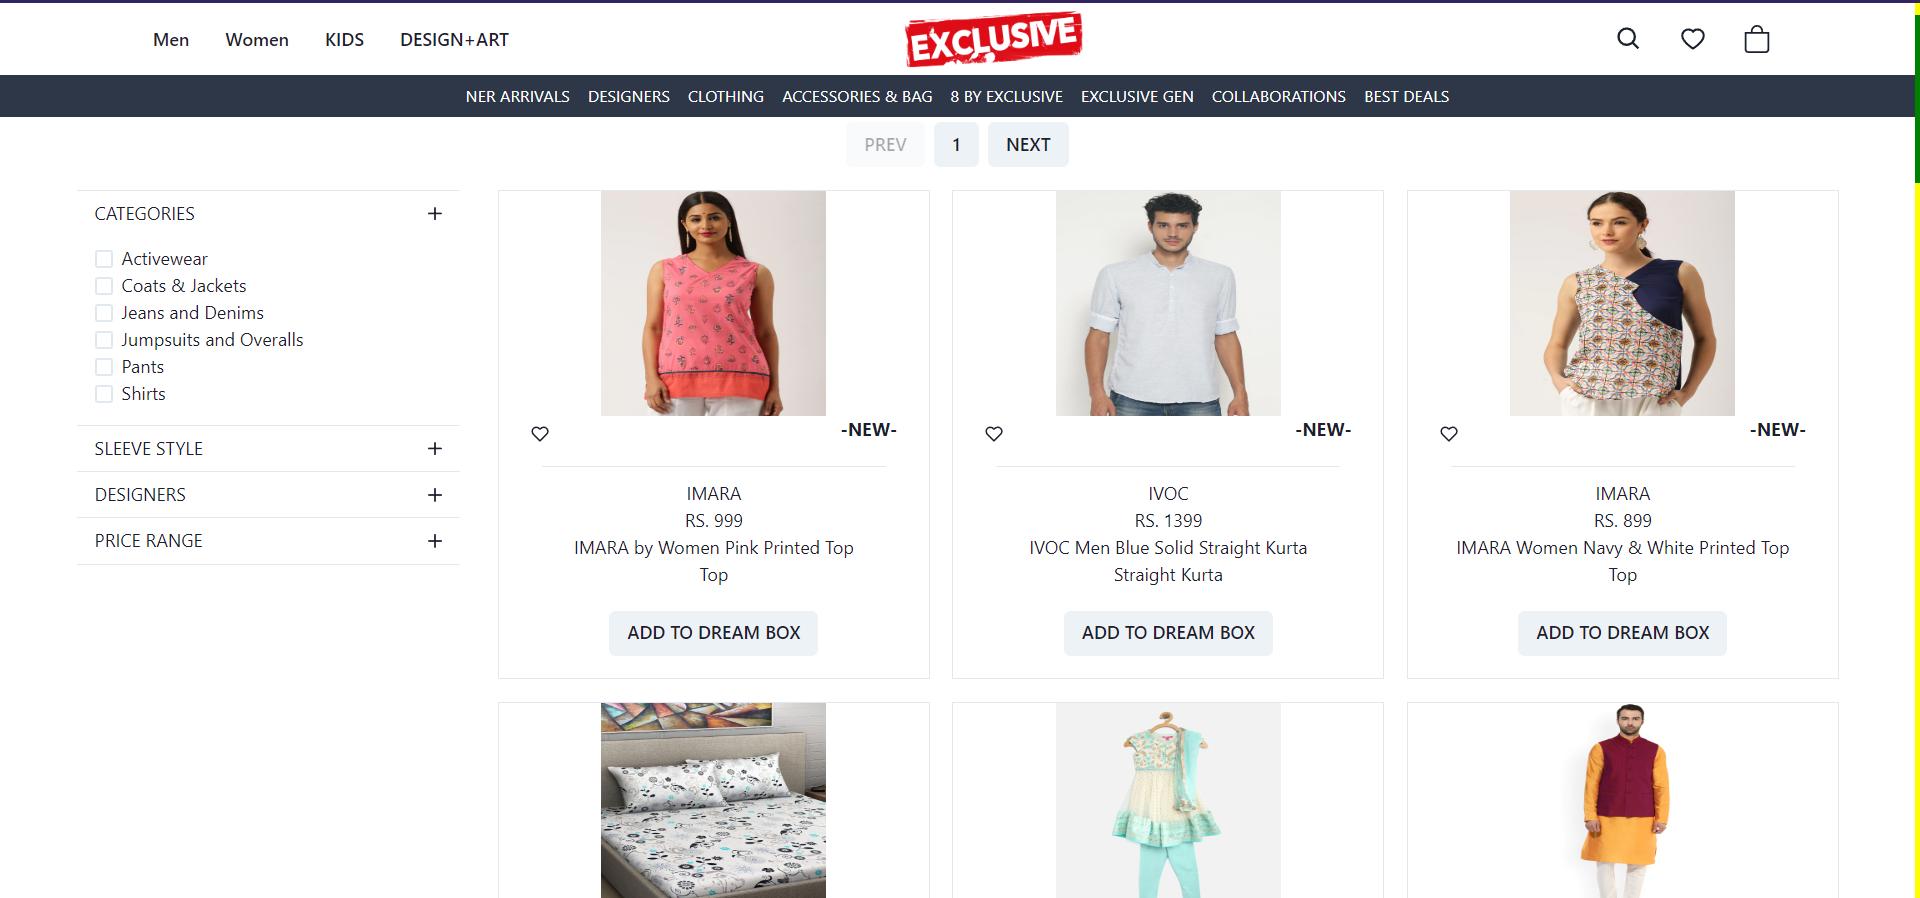 Men Women KIDS DESIGN+ART
EXCLUSIVE
NER ARRIVALS DESIGNERS CLOTHING ACCESSORIES & BAG 8 BY EXCLUSIVE EXCLUSIVE GEN COLLABORATIONS BEST DEALS
PREV 1 NEXT
CATEGORIES
Activewear
Coats & Jackets
Jeans and Denims
Jumpsuits and Overalls
Pants
Shirts
SLEEVE STYLE
DESIGNERS
PRICE RANGE
-NEW-
IMARA
RS. 999
IMARA by Women Pink Printed Top
Top
ADD TO DREAM BOX
-NEW-
IVOC
RS. 1399
IVOC Men Blue Solid Straight Kurta
Straight Kurta
ADD TO DREAM BOX
-NEW-
IMARA
RS. 899
IMARA Women Navy & White Printed Top
Top
ADD TO DREAM BOX